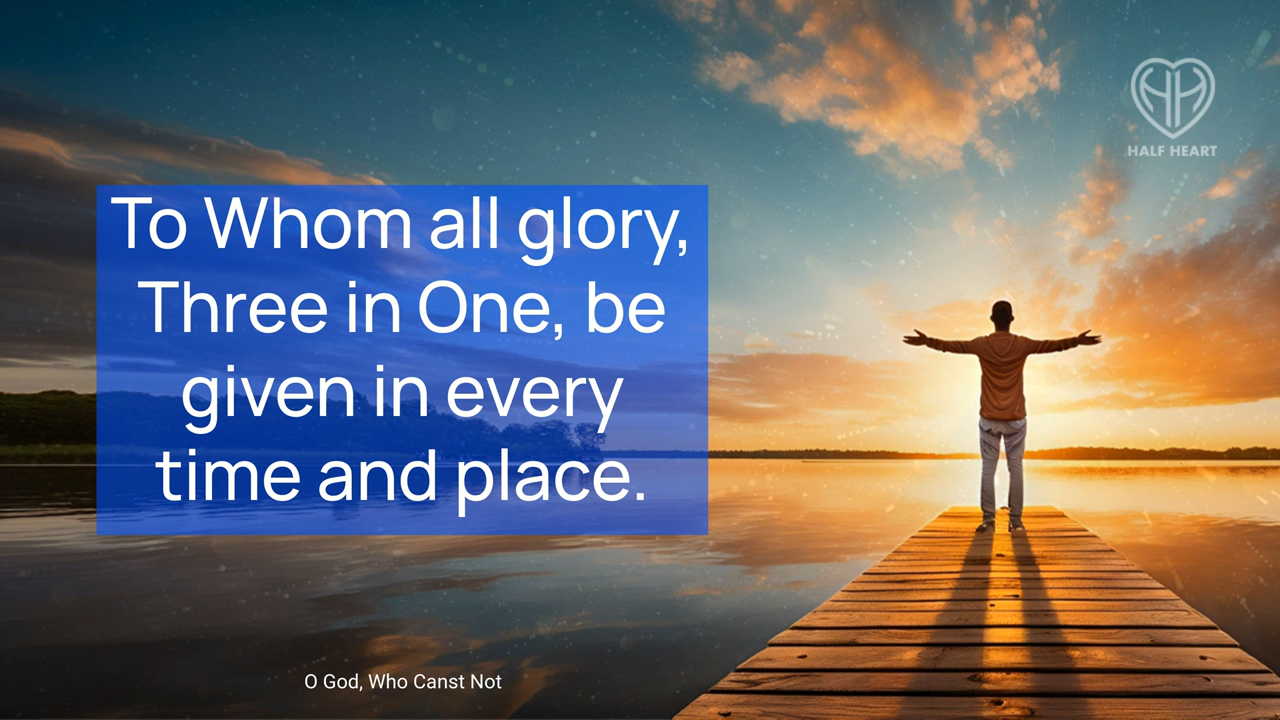 HALF HEART
To Whom all glory,
Three in One, be
given in every
time and place.
O God, Who Canst Not